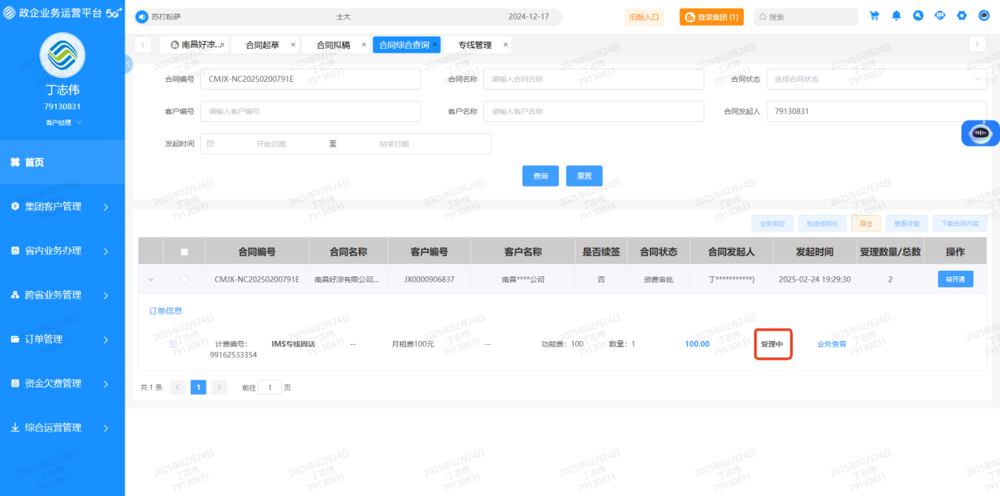 政企业务运营平台 5G
苏打粉萨 士大 2024-12-17
旧版入口 登录集团 (1) 搜索
南昌好凉...× 合同起草 × 合同拟稿 × 合同综合查询 × 专线管理 ×
丁志伟
79130831
客户经理
首页
集团客户管理
省内业务办理
跨省业务管理
订单管理
资金欠费管理
综合运营管理
合同编号 CMJX-NC20250200791E 合同名称 请输入合同名称 合同状态 选择合同状态
客户编号 请输入客户编号 客户名称 请输入客户名称 合同发起人 79130831
发起时间 开始日期 至 结束日期
查询 重置
业务绑定 轨迹透明化 导出 查看详情 下载合同内容
合同编号 合同名称 客户编号 客户名称 是否续签 合同状态 合同发起人 发起时间 受理数量/总数 操作
CMJX-NC20250200791E 南昌好凉有限公司... JX0000906837 南昌****公司 否 资费审批 丁***********) 2025-02-24 19:29:30 2 转开通
订单信息
计费编号: IMS专线固话 -- 月租费100元 -- 功能费: 100 数量: 1 100.00 受理中 业务查看
99162533354
共 1 条 1 前往 1 页
2025年02月24日
丁志伟
79130831